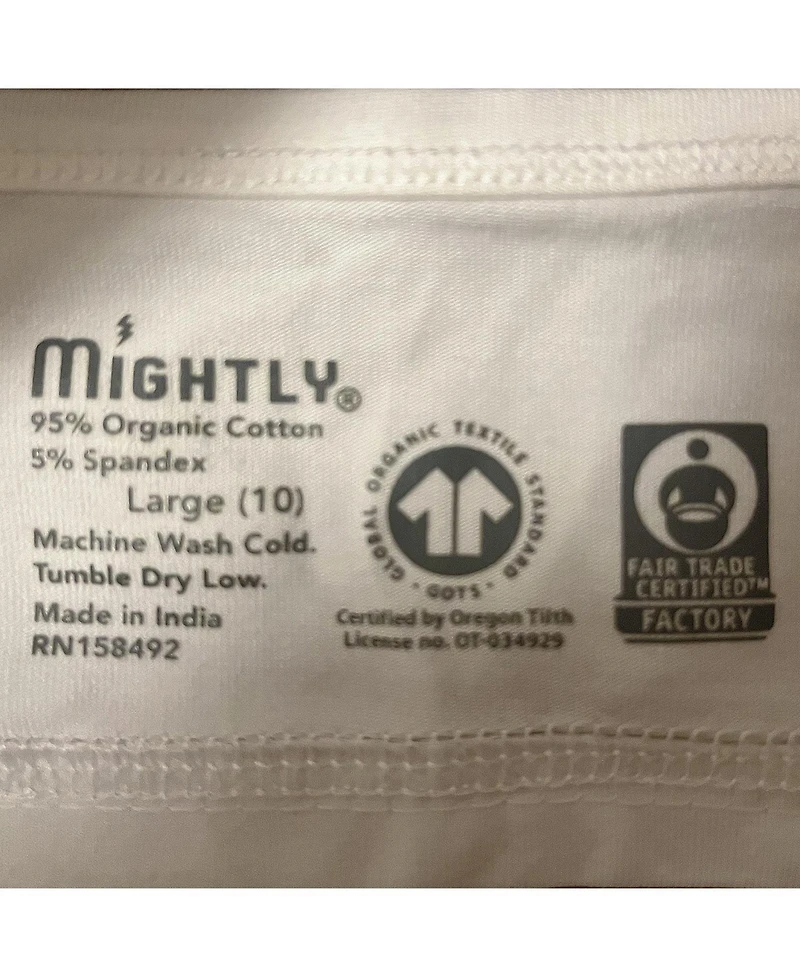 MiGHTLY®
95% Organic Cotton
5% Spandex
Large (10)
Machine Wash Cold.
Tumble Dry Low.
Made in India
RN158492
GLOBAL ORGANIC TEXTILE STANDARD
· GOTS ·
Certified by Oregon Tilth
License no. OT-034929
FAIR TRADE
CERTIFIED™
FACTORY